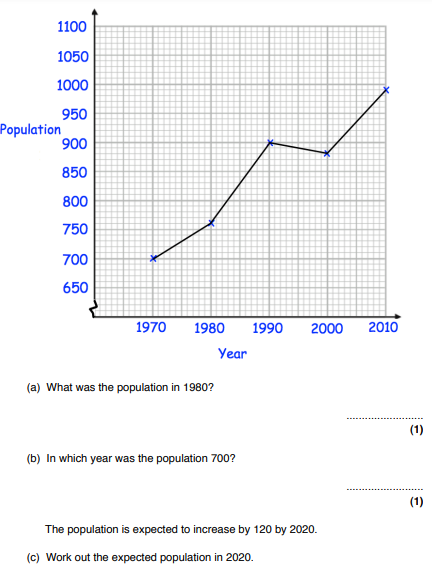 1100
1050
1000
950
Population
900
850
800
750
700
650
1970 1980 1990 2000 2010
Year
(a) What was the population in 1980?
..........................
(1)
(b) In which year was the population 700?
..........................
(1)
The population is expected to increase by 120 by 2020.
(c) Work out the expected population in 2020.